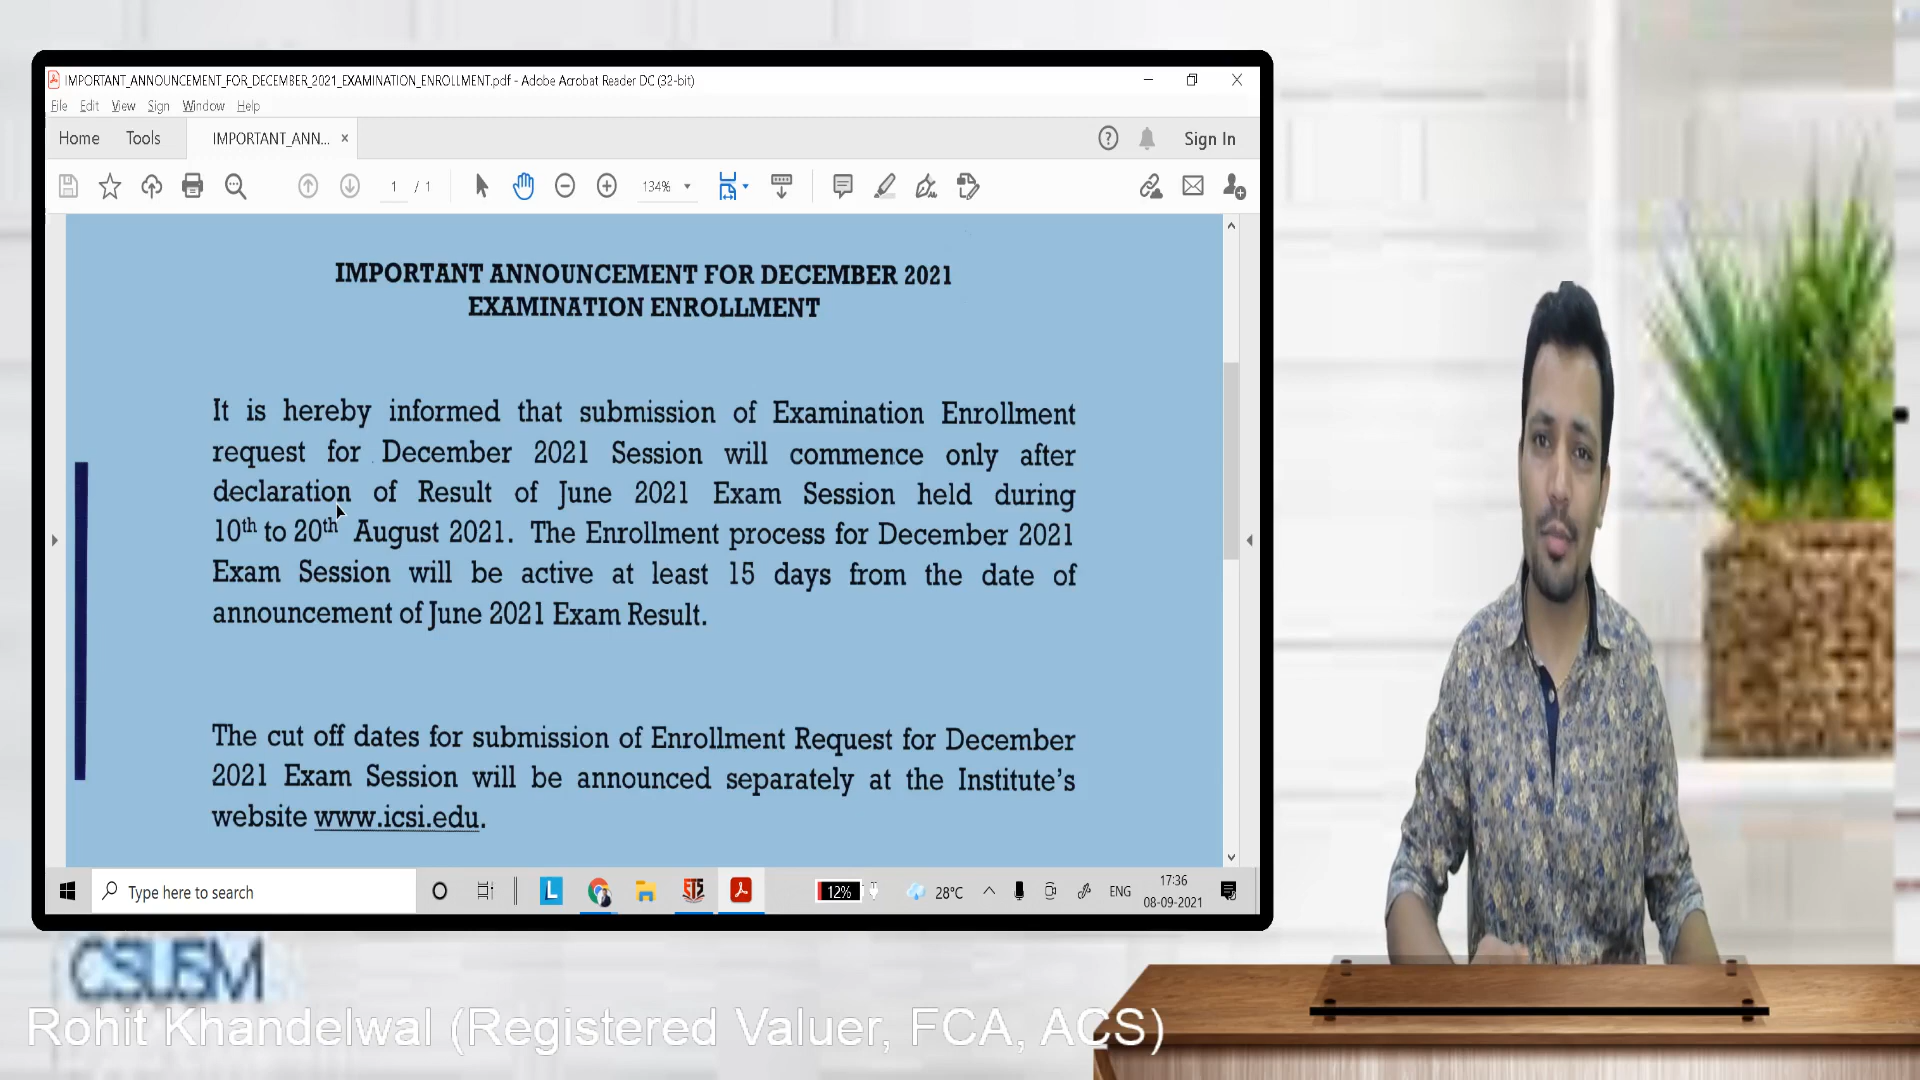 IMPORTANT_ANNOUNCEMENT_FOR_DECEMBER_2021_EXAMINATION_ENROLLMENT.pdf - Adobe Acrobat Reader DC (32-bit)
File Edit View Sign Window Help
Home Tools IMPORTANT_ANN... × Sign In
1 / 1 134%
IMPORTANT ANNOUNCEMENT FOR DECEMBER 2021
EXAMINATION ENROLLMENT
It is hereby informed that submission of Examination Enrollment
request for December 2021 Session will commence only after
declaration of Result of June 2021 Exam Session held during
10th to 20th August 2021. The Enrollment process for December 2021
Exam Session will be active at least 15 days from the date of
announcement of June 2021 Exam Result.
The cut off dates for submission of Enrollment Request for December
2021 Exam Session will be announced separately at the Institute's
website www.icsi.edu.
Type here to search L 12% 28°C ENG 17:36
08-09-2021
Rohit Khandelwal (Registered Valuer, FCA, ACS)